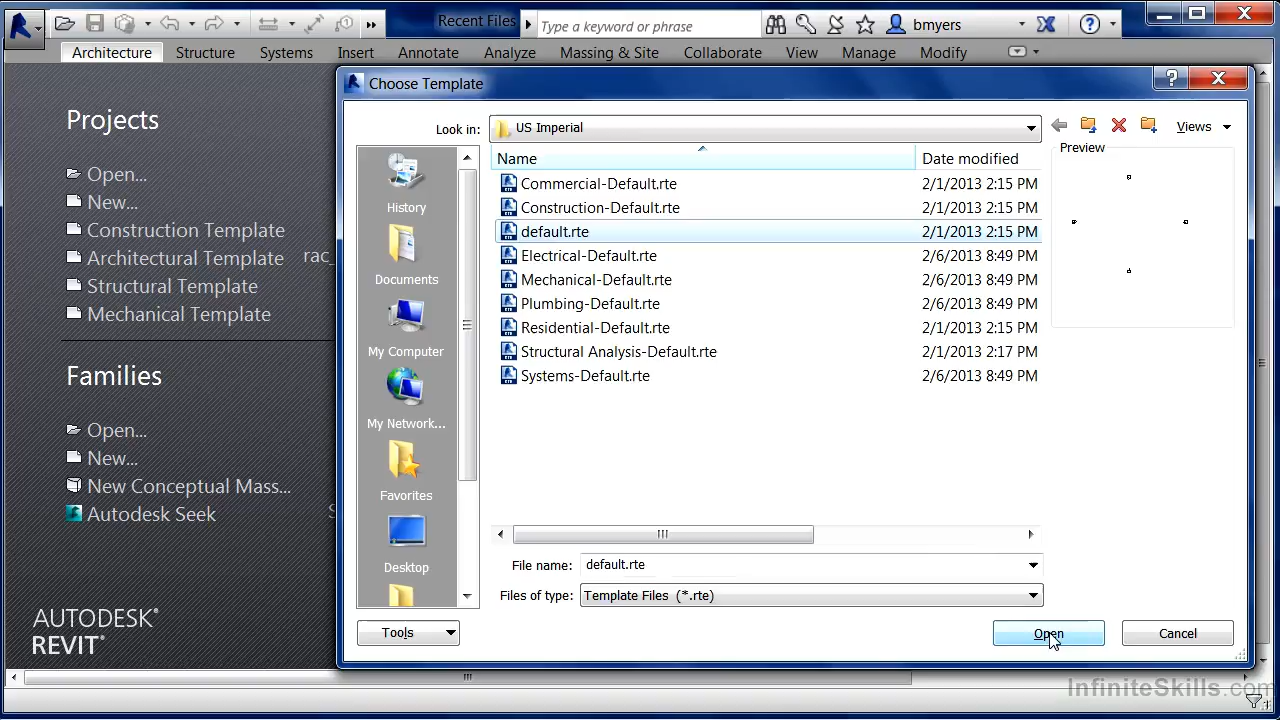 Recent Files
Type a keyword or phrase
bmyers
Architecture
Structure
Systems
Insert
Annotate
Analyze
Massing & Site
Collaborate
View
Manage
Modify
Projects
Open...
New...
Construction Template
Architectural Template
rac_
Structural Template
Mechanical Template
Families
Open...
New...
New Conceptual Mass...
Autodesk Seek
AUTODESK®
REVIT®
Choose Template
Look in:
US Imperial
Views
History
Documents
My Computer
My Network...
Favorites
Desktop
Name
Date modified
Commercial-Default.rte
2/1/2013 2:15 PM
Construction-Default.rte
2/1/2013 2:15 PM
default.rte
2/1/2013 2:15 PM
Electrical-Default.rte
2/6/2013 8:49 PM
Mechanical-Default.rte
2/6/2013 8:49 PM
Plumbing-Default.rte
2/6/2013 8:49 PM
Residential-Default.rte
2/1/2013 2:15 PM
Structural Analysis-Default.rte
2/1/2013 2:17 PM
Systems-Default.rte
2/6/2013 8:49 PM
Preview
File name:
default.rte
Files of type:
Template Files (*.rte)
Tools
Open
Cancel
InfiniteSkills.com